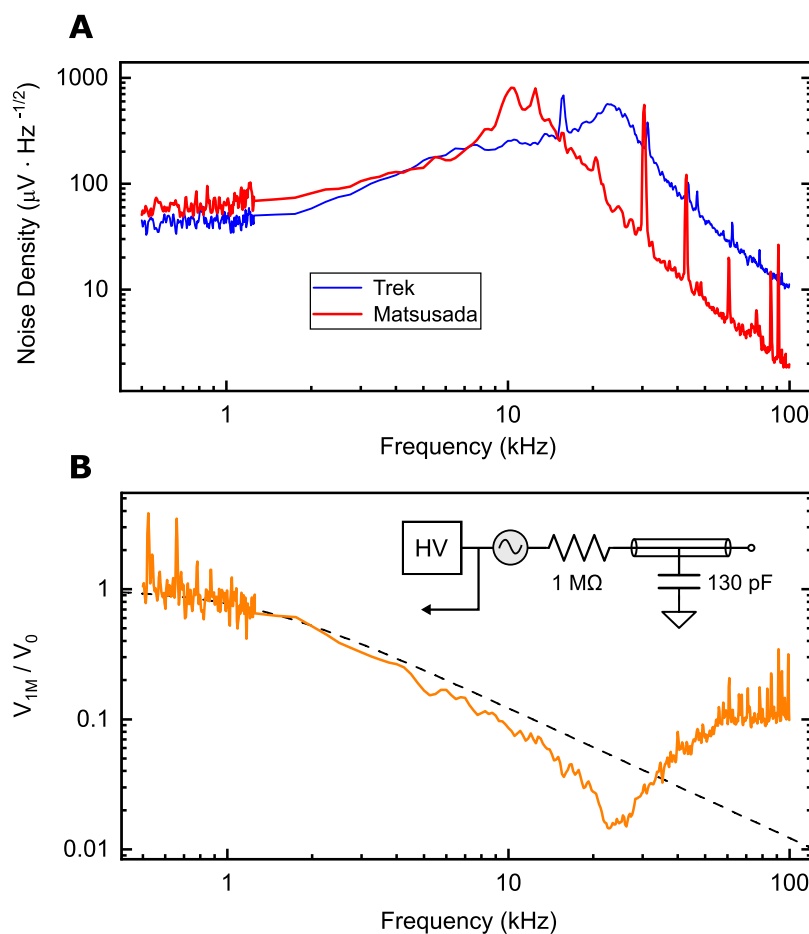 A
1000
100
10
Noise Density (µV · Hz -1/2)
Trek
Matsusada
1
10
100
Frequency (kHz)
B
1
0.1
0.01
V1M / V0
HV
1 MΩ
130 pF
1
10
100
Frequency (kHz)